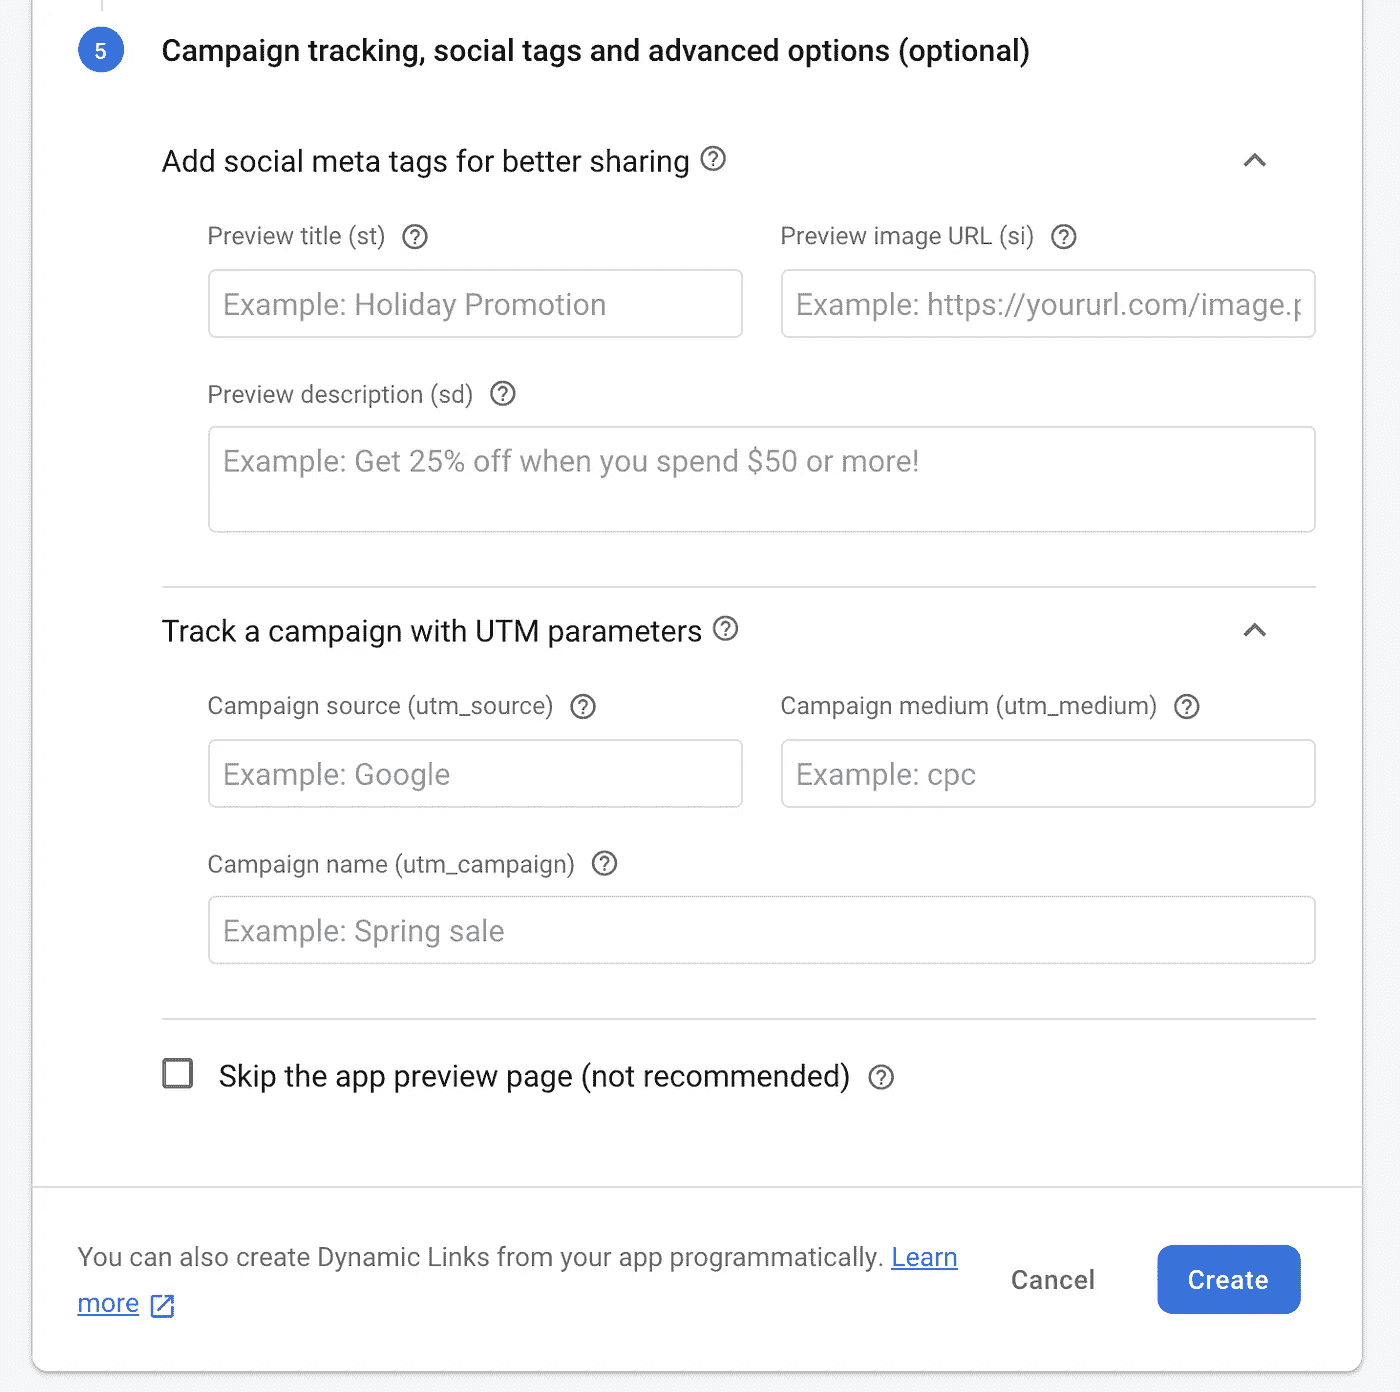 5
Campaign tracking, social tags and advanced options (optional)
Add social meta tags for better sharing
Preview title (st)
Preview image URL (si)
Example: Holiday Promotion
Example: https://yoururl.com/image.p
Preview description (sd)
Example: Get 25% off when you spend $50 or more!
Track a campaign with UTM parameters
Campaign source (utm_source)
Campaign medium (utm_medium)
Example: Google
Example: cpc
Campaign name (utm_campaign)
Example: Spring sale
Skip the app preview page (not recommended)
You can also create Dynamic Links from your app programmatically. Learn
more
Cancel
Create